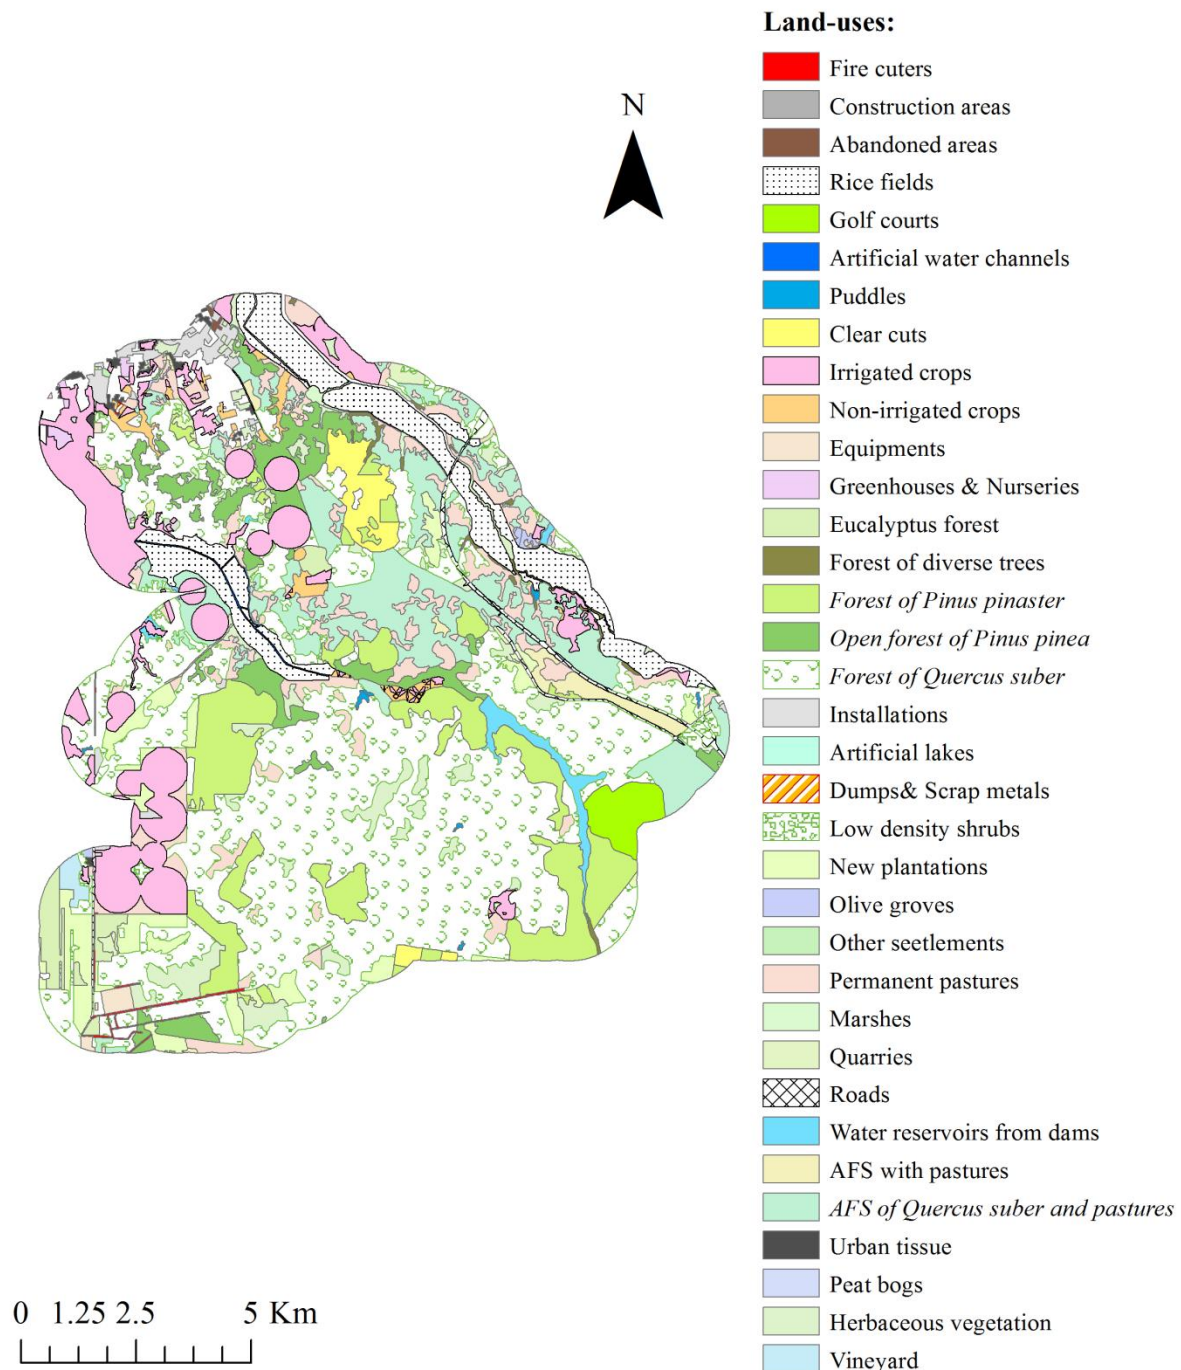 Land-uses:
Fire cuters
Construction areas
N
Abandoned areas
Rice fields
Golf courts
Artificial water channels
Puddles
Clear cuts
Irrigated crops
Non-irrigated crops
Equipments
Greenhouses & Nurseries
Eucalyptus forest
Forest of diverse trees
Forest of Pinus pinaster
Open forest of Pinus pinea
Forest of Quercus suber
Installations
Artificial lakes
Dumps& Scrap metals
Low density shrubs
New plantations
Olive groves
Other seetlements
Permanent pastures
Marshes
Quarries
Roads
Water reservoirs from dams
AFS with pastures
AFS of Quercus suber and pastures
Urban tissue
Peat bogs
Herbaceous vegetation
Vineyard
0 1.25 2.5 5 Km